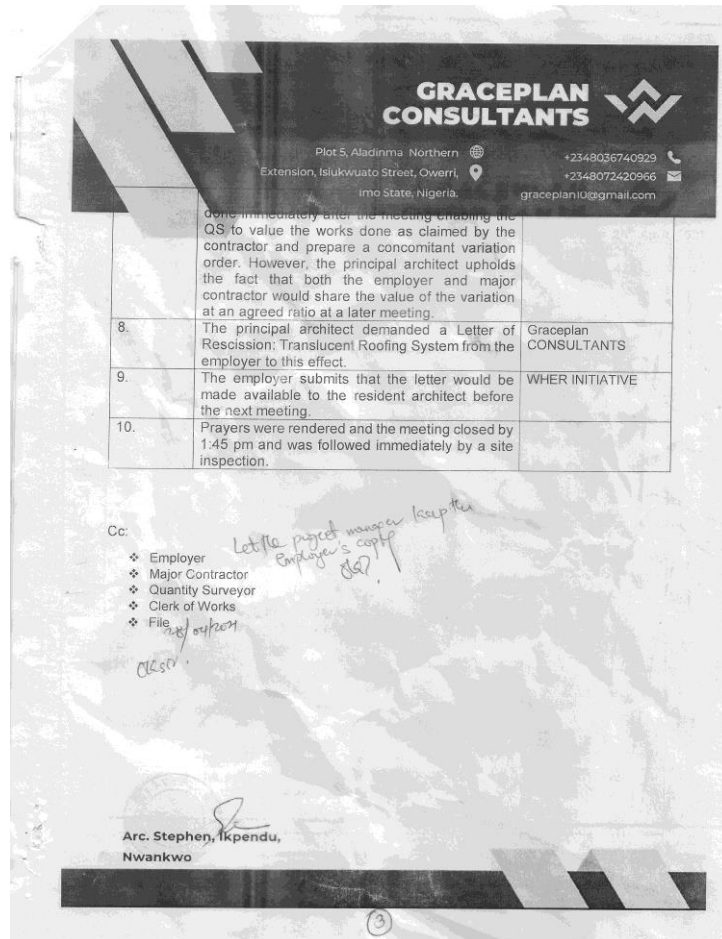 GRACEPLAN
CONSULTANTS
Plot 5, Aladinma Northern
Extension, Isiukwuato Street, Owerri,
imo State, Nigeria.
+2348036740929
+2348072420966
graceplan10@gmail.com
done immediately after the meeting enabling the
QS to value the works done as claimed by the
contractor and prepare a concomitant variation
order. However, the principal architect upholds
the fact that both the employer and major
contractor would share the value of the variation
at an agreed ratio at a later meeting.
8. The principal architect demanded a Letter of Graceplan
Rescission: Translucent Roofing System from the CONSULTANTS
employer to this effect.
9. The employer submits that the letter would be WHER INITIATIVE
made available to the resident architect before
the next meeting.
10. Prayers were rendered and the meeting closed by
1:45 pm and was followed immediately by a site
inspection.
Cc:
Let the project manager keep the
Employer's copy
❖ Employer
❖ Major Contractor
❖ Quantity Surveyor
❖ Clerk of Works
❖ File
Arc. Stephen, Ikpendu,
Nwankwo
3